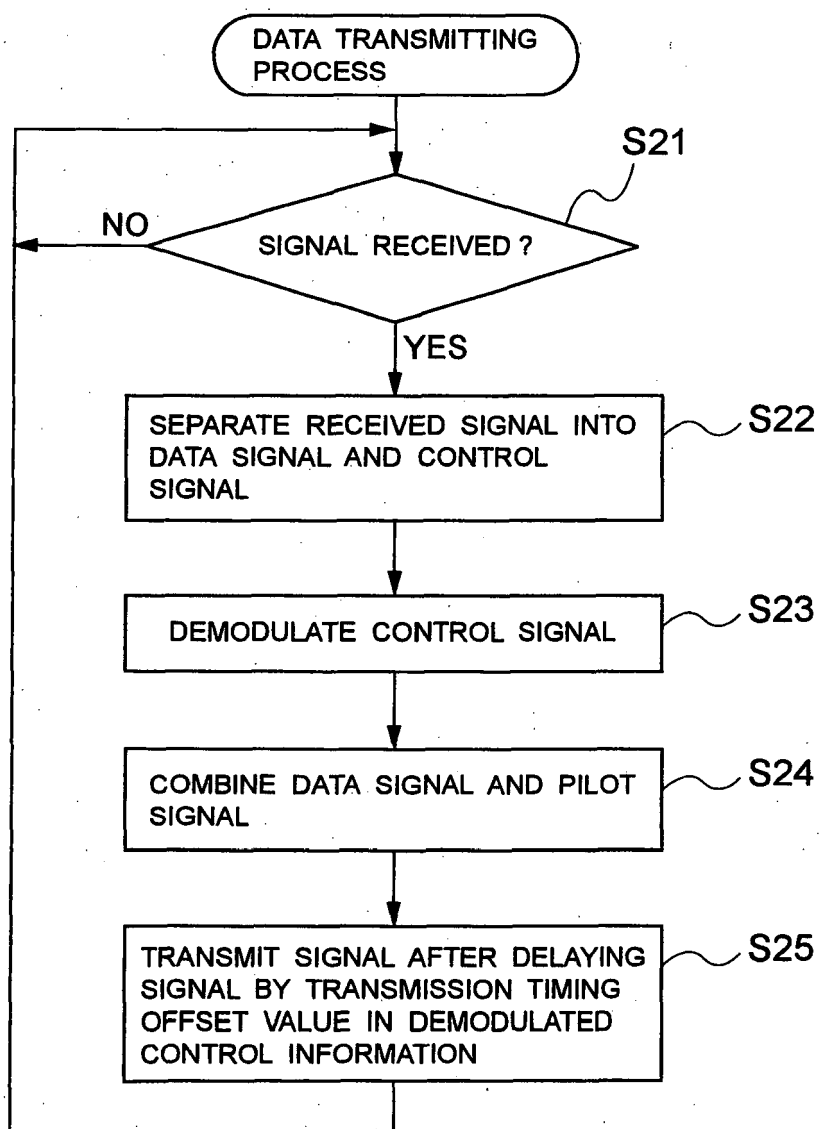 DATA TRANSMITTING
PROCESS
S21
NO
SIGNAL RECEIVED ?
YES
SEPARATE RECEIVED SIGNAL INTO
DATA SIGNAL AND CONTROL
SIGNAL
S22
DEMODULATE CONTROL SIGNAL
S23
COMBINE DATA SIGNAL AND PILOT
SIGNAL
S24
TRANSMIT SIGNAL AFTER DELAYING
SIGNAL BY TRANSMISSION TIMING
OFFSET VALUE IN DEMODULATED
CONTROL INFORMATION
S25